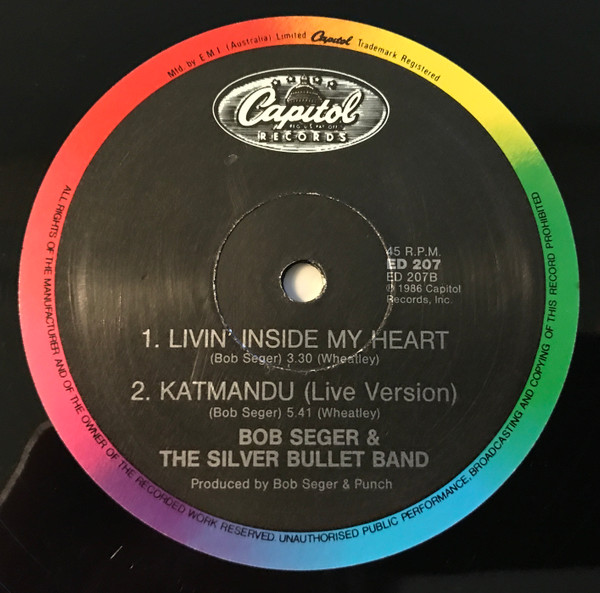 Mfd. by E M I (Australia) Limited Capitol Trademark Registered
Capitol
RECORDS
45 R.P.M.
ED 207
ED 207B
℗ 1986 Capitol
Records, Inc.
1. LIVIN' INSIDE MY HEART
(Bob Seger) 3.30 (Wheatley)
2. KATMANDU (Live Version)
(Bob Seger) 5.41 (Wheatley)
BOB SEGER &
THE SILVER BULLET BAND
Produced by Bob Seger & Punch
ALL RIGHTS OF THE MANUFACTURER AND OF THE OWNER OF THE RECORDED WORK RESERVED. UNAUTHORISED PUBLIC PERFORMANCE, BROADCASTING AND COPYING OF THIS RECORD PROHIBITED